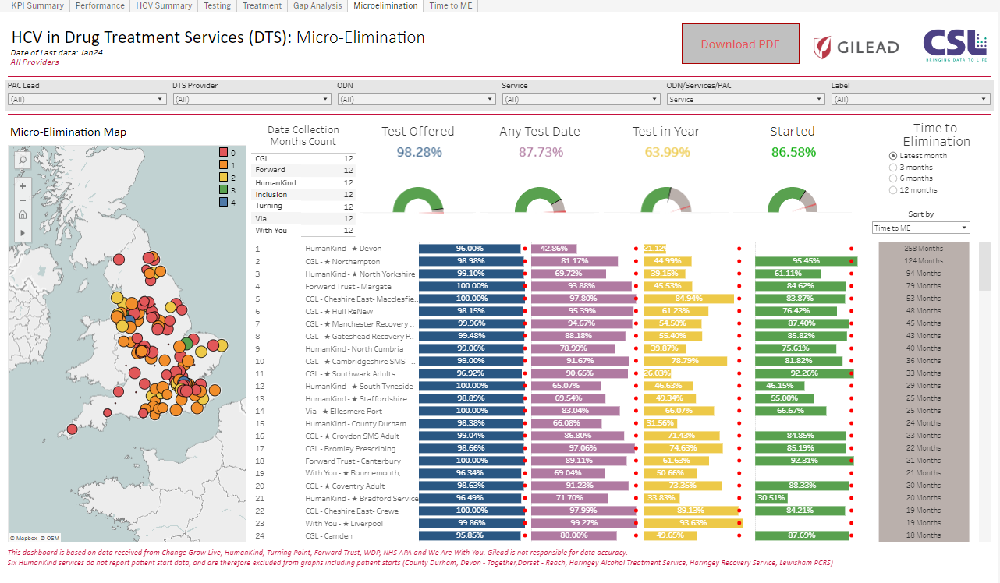 KPI Summary Performance HCV Summary Testing Treatment Gap Analysis Microelimination Time to ME
HCV in Drug Treatment Services (DTS): Micro-Elimination
Date of Last data: Jan24
All Providers
Download PDF
GILEAD
CSL
BRINGING DATA TO LIFE
PAC Lead DTS Provider ODN Service ODN/Services/PAC Label
(All) (All) (All) (All) Service (All)
Micro-Elimination Map
0
1
2
3
4
© Mapbox © OSM
Data Collection
Months Count
CGL 12
Forward 12
HumanKind 12
Inclusion 12
Turning 12
Via 12
With You 12
Test Offered Any Test Date Test in Year Started
98.28% 87.73% 63.99% 86.58%
Time to
Elimination
Latest month
3 months
6 months
12 months
Sort by
Time to ME
1 HumanKind - ★ Devon - 96.00% 42.86% 21.12% 258 Months
2 CGL - ★ Northampton 98.98% 81.17% 44.99% 95.45% 124 Months
3 HumanKind - ★ North Yorkshire 99.10% 69.72% 39.15% 61.11% 94 Months
4 Forward Trust - Margate 100.00% 93.88% 45.53% 84.62% 79 Months
5 CGL - Cheshire East- Macclesfie.. 100.00% 97.80% 84.94% 83.87% 53 Months
6 CGL - ★ Hull ReNew 98.15% 95.39% 61.23% 76.42% 48 Months
7 CGL - ★ Manchester Recovery .. 99.96% 94.67% 54.50% 87.40% 45 Months
8 CGL - ★ Gateshead Recovery P.. 99.48% 88.18% 55.40% 85.82% 43 Months
9 HumanKind - North Cumbria 99.06% 78.99% 39.87% 75.61% 40 Months
10 CGL - ★ Cambridgeshire SMS - .. 99.00% 91.67% 78.79% 81.82% 36 Months
11 CGL - ★ Southwark Adults 96.92% 90.65% 26.03% 92.26% 33 Months
12 HumanKind - ★ South Tyneside 100.00% 65.07% 46.63% 46.15% 29 Months
13 HumanKind - ★ Staffordshire 98.89% 69.54% 49.34% 55.00% 25 Months
14 Via - ★ Ellesmere Port 100.00% 83.04% 66.07% 66.67% 25 Months
15 HumanKind - County Durham 98.38% 66.08% 31.56% 24 Months
16 CGL - ★ Croydon SMS Adult 99.04% 86.80% 71.43% 84.85% 23 Months
17 CGL - Bromley Prescribing 98.66% 97.06% 74.63% 85.19% 22 Months
18 Forward Trust - Canterbury 100.00% 89.11% 61.63% 92.31% 21 Months
19 With You - ★ Bournemouth, 96.34% 69.04% 50.66% 21 Months
20 CGL - ★ Coventry Adult 98.63% 91.23% 73.35% 88.33% 20 Months
21 HumanKind - ★ Bradford Service 96.49% 71.70% 33.83% 30.51% 20 Months
22 CGL - Cheshire East- Crewe 100.00% 97.99% 89.13% 84.21% 19 Months
23 With You - ★ Liverpool 99.86% 99.27% 93.63% 19 Months
24 CGL - Camden 95.85% 80.00% 49.65% 87.69% 18 Months
This dashboard is based on data received from Change Grow Live, HumanKind, Turning Point, Forward Trust, WDP, NHS APA and We Are With You. Gilead is not responsible for data accuracy.
Six HumanKind services do not report patient start data, and are therefore excluded from graphs including patient starts (County Durham, Devon - Together,Dorset - Reach, Haringey Alcohol Treatment Service, Haringey Recovery Service, Lewisham PCRS)